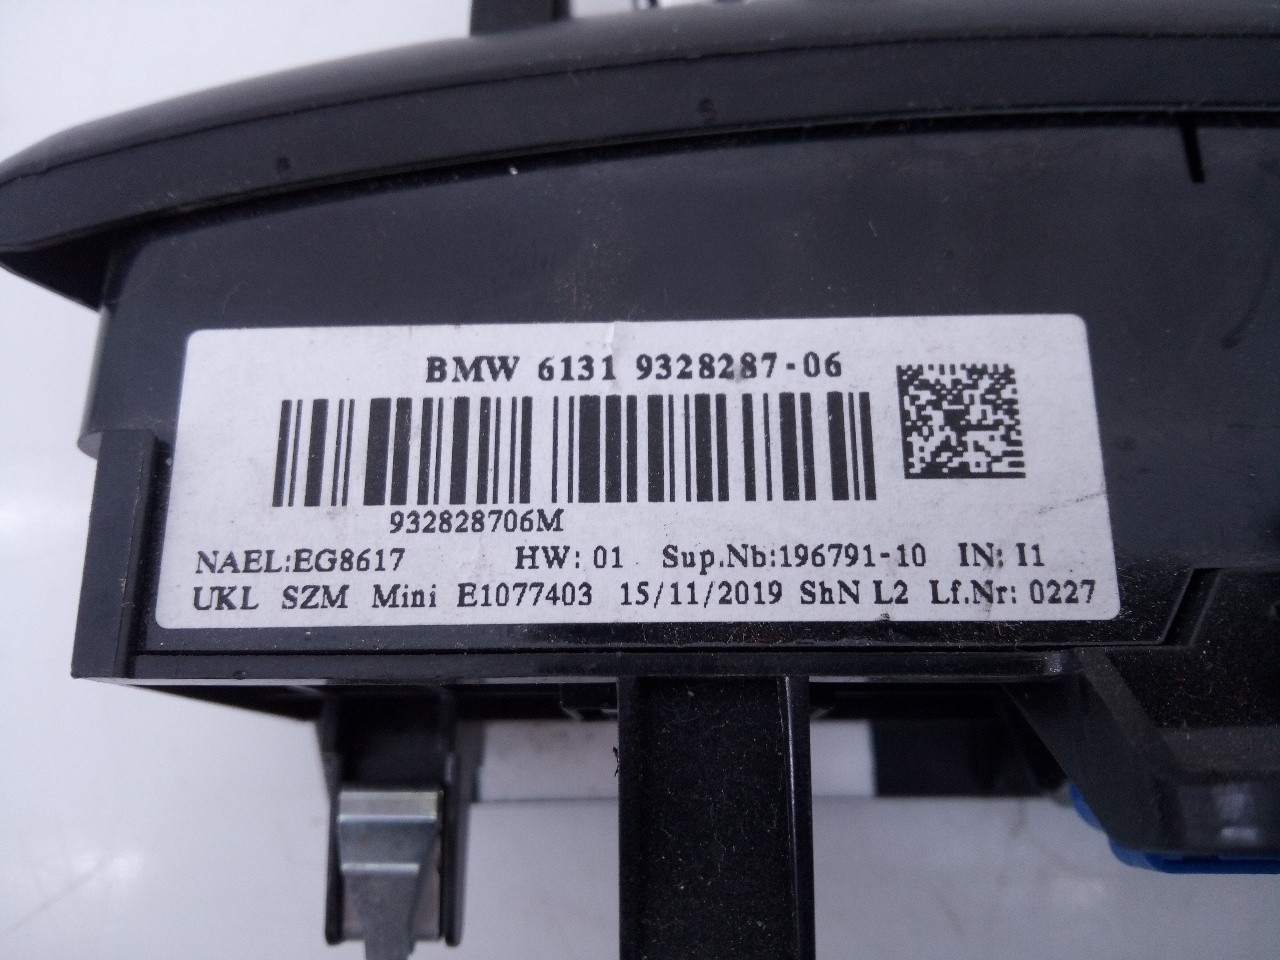 BMW 6131 9328287-06
932828706M
NAEL:EG8617 HW: 01 Sup.Nb:196791-10 IN: I1
UKL SZM Mini E1077403 15/11/2019 ShN L2 Lf.Nr: 0227